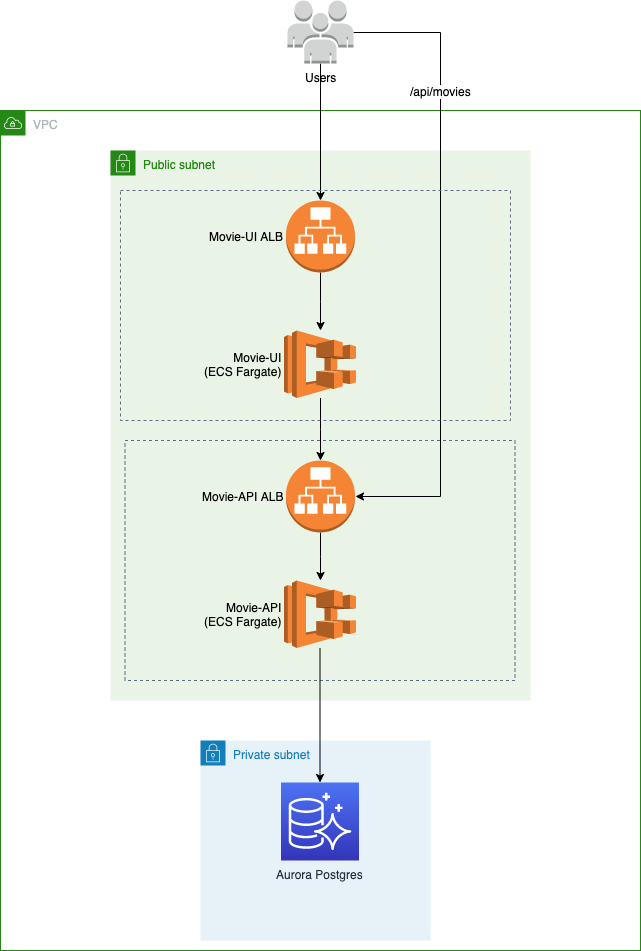 Users
/api/movies
VPC
Public subnet
Movie-UI ALB
Movie-UI
(ECS Fargate)
Movie-API ALB
Movie-API
(ECS Fargate)
Private subnet
Aurora Postgres